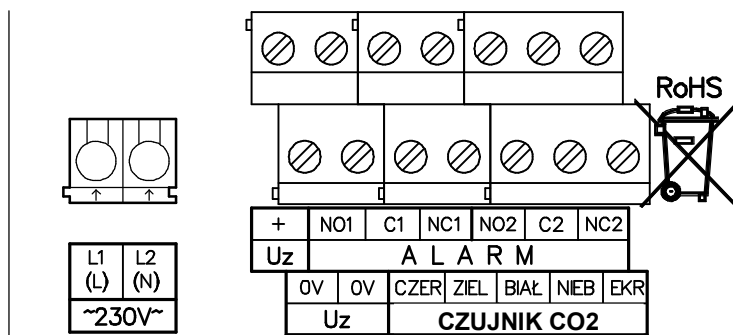 RoHS
+ NO1 C1 NC1 NO2 C2 NC2
Uz ALARM
L1 L2
(L) (N)
~230V~
0V 0V CZER ZIEL BIAŁ NIEB EKR
Uz CZUJNIK CO2